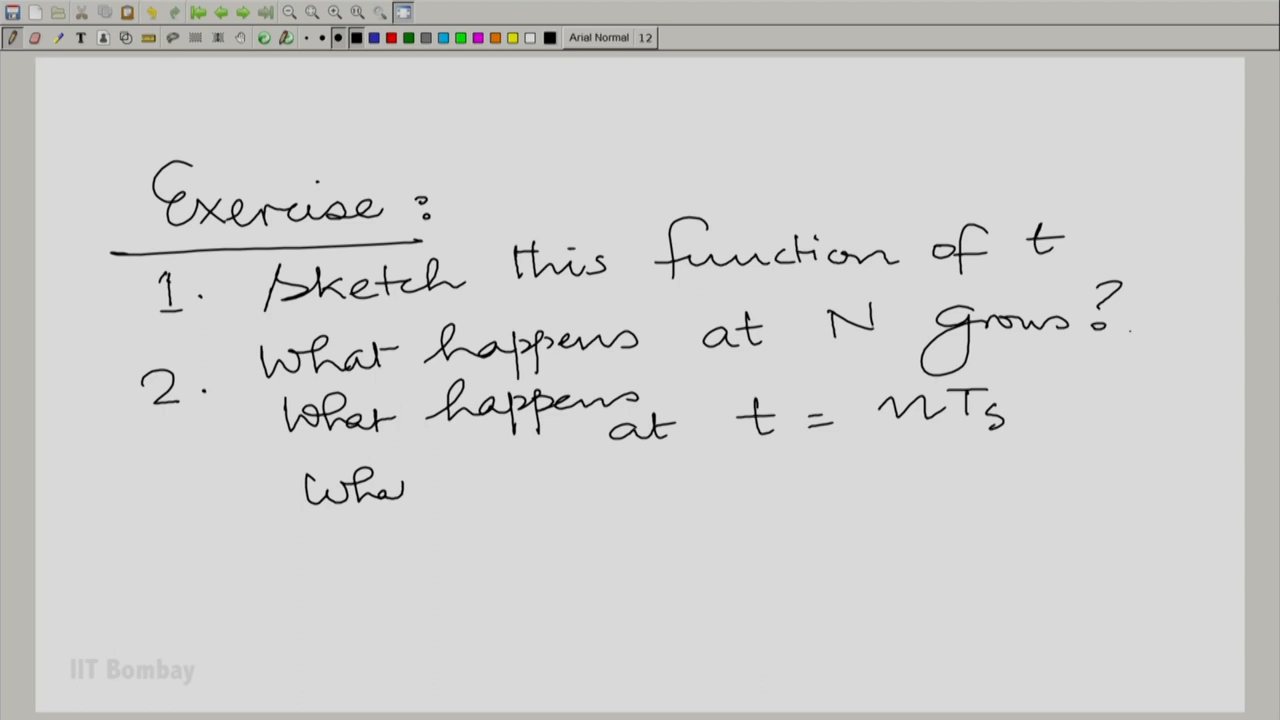 Arial Normal 12
Exercise :
1. Sketch this function of t
What happens at N grows?
2. What happens at t = nTs
Wha
IIT Bombay